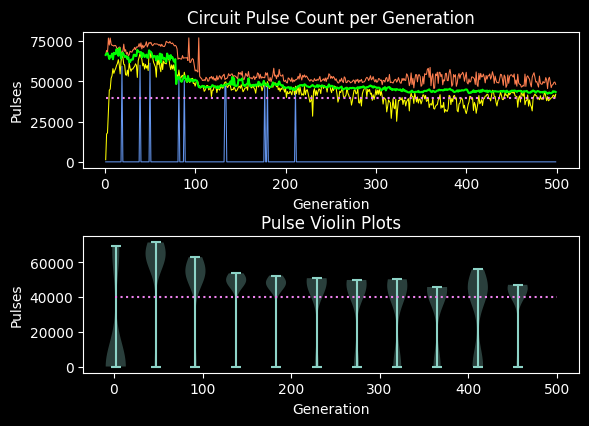 Circuit Pulse Count per Generation
Pulses
75000
50000
25000
0
0 100 200 300 400 500
Generation
Pulse Violin Plots
Pulses
60000
40000
20000
0
0 100 200 300 400 500
Generation